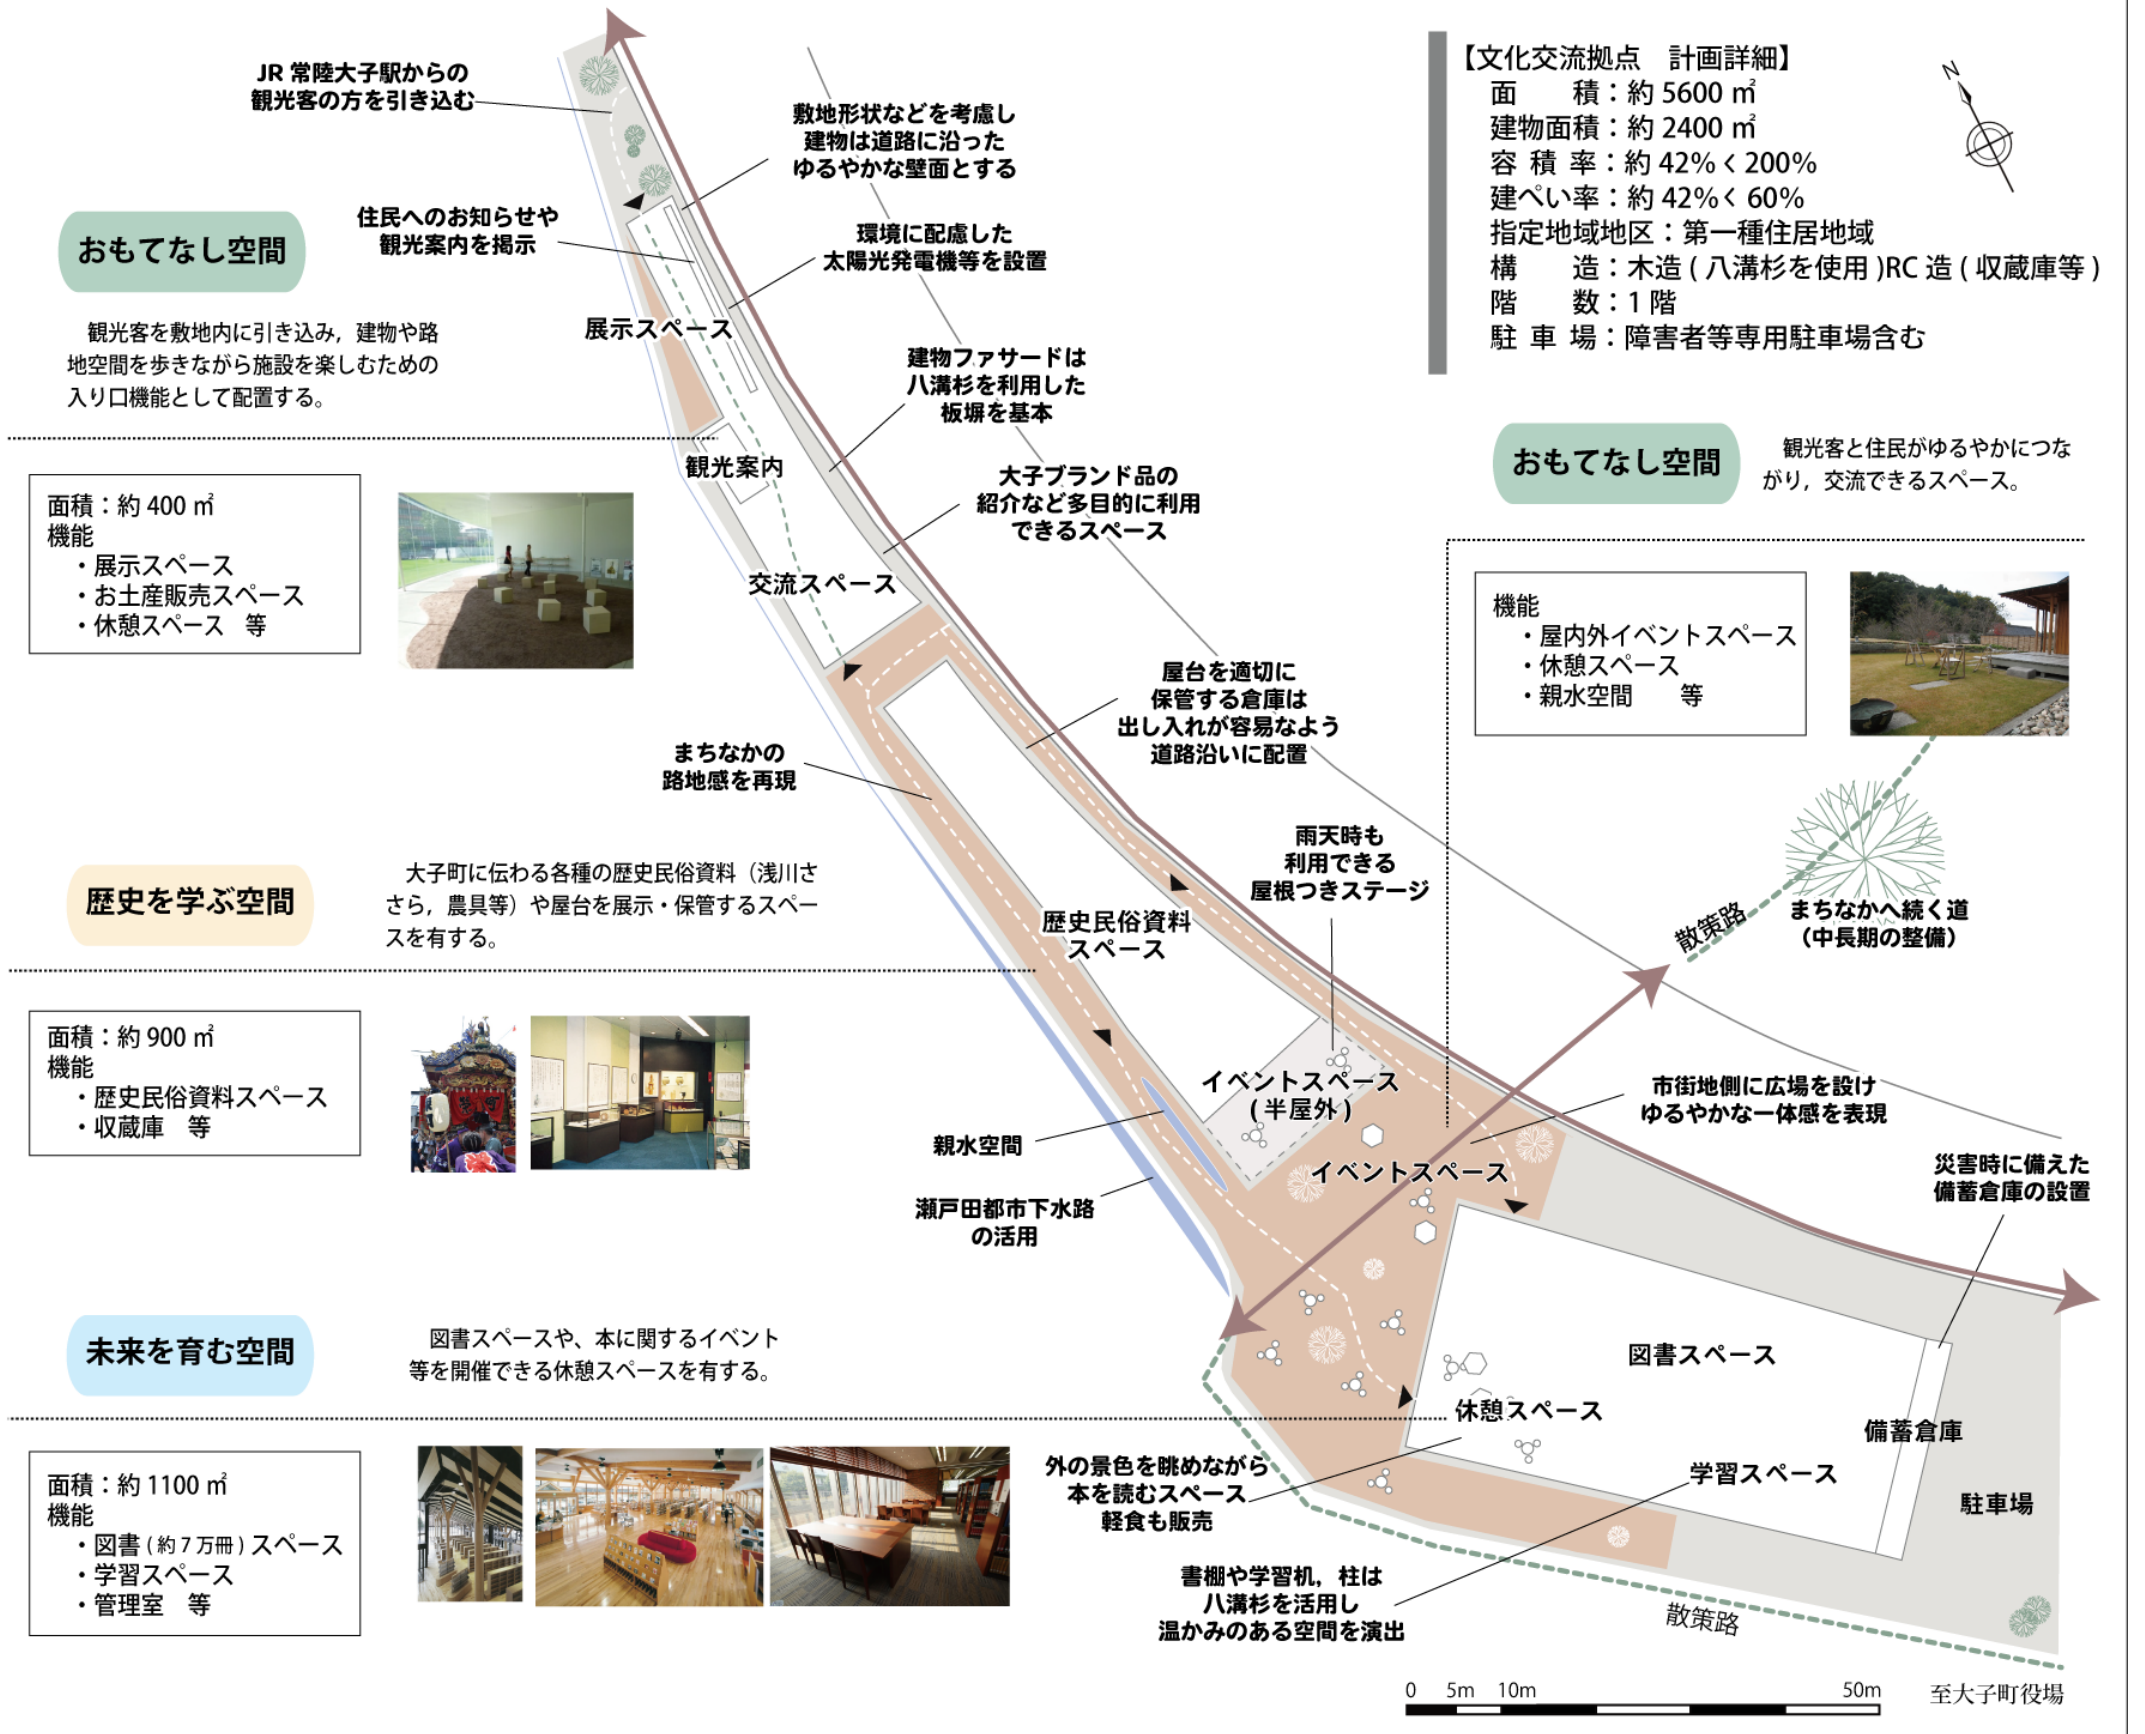 JR 常陸大子駅からの
観光客の方を引き込む
敷地形状などを考慮し
建物は道路に沿った
ゆるやかな壁面とする
住民へのお知らせや
観光案内を掲示
環境に配慮した
太陽光発電機等を設置
【文化交流拠点　計画詳細】
面　　積：約 5600 ㎡
建物面積：約 2400 ㎡
容 積 率：約 42%< 200%
建ぺい率：約 42%< 60%
指定地域地区：第一種住居地域
構　　造：木造 ( 八溝杉を使用 )RC 造 ( 収蔵庫等 )
階　　数：1 階
駐 車 場：障害者等専用駐車場含む
N
おもてなし空間
観光客を敷地内に引き込み，建物や路
地空間を歩きながら施設を楽しむための
入り口機能として配置する。
面積：約 400 ㎡
機能
・展示スペース
・お土産販売スペース
・休憩スペース　等
展示スペース
観光案内
交流スペース
建物ファサードは
八溝杉を利用した
板塀を基本
大子ブランド品の
紹介など多目的に利用
できるスペース
おもてなし空間
観光客と住民がゆるやかにつな
がり，交流できるスペース。
機能
・屋内外イベントスペース
・休憩スペース
・親水空間　　等
屋台を適切に
保管する倉庫は
出し入れが容易なよう
道路沿いに配置
まちなかの
路地感を再現
雨天時も
利用できる
屋根つきステージ
散策路
まちなかへ続く道
（中長期の整備）
歴史を学ぶ空間
大子町に伝わる各種の歴史民俗資料（浅川さ
さら，農具等）や屋台を展示・保管するスペー
スを有する。
面積：約 900 ㎡
機能
・歴史民俗資料スペース
・収蔵庫　等
歴史民俗資料
スペース
イベントスペース
( 半屋外 )
イベントスペース
市街地側に広場を設け
ゆるやかな一体感を表現
親水空間
瀬戸田都市下水路
の活用
災害時に備えた
備蓄倉庫の設置
未来を育む空間
図書スペースや、本に関するイベント
等を開催できる休憩スペースを有する。
面積：約 1100 ㎡
機能
・図書 ( 約 7 万冊 ) スペース
・学習スペース
・管理室　等
図書スペース
休憩スペース
備蓄倉庫
学習スペース
駐車場
外の景色を眺めながら
本を読むスペース
軽食も販売
書棚や学習机，柱は
八溝杉を活用し
温かみのある空間を演出
散策路
0 5m 10m 50m
至大子町役場